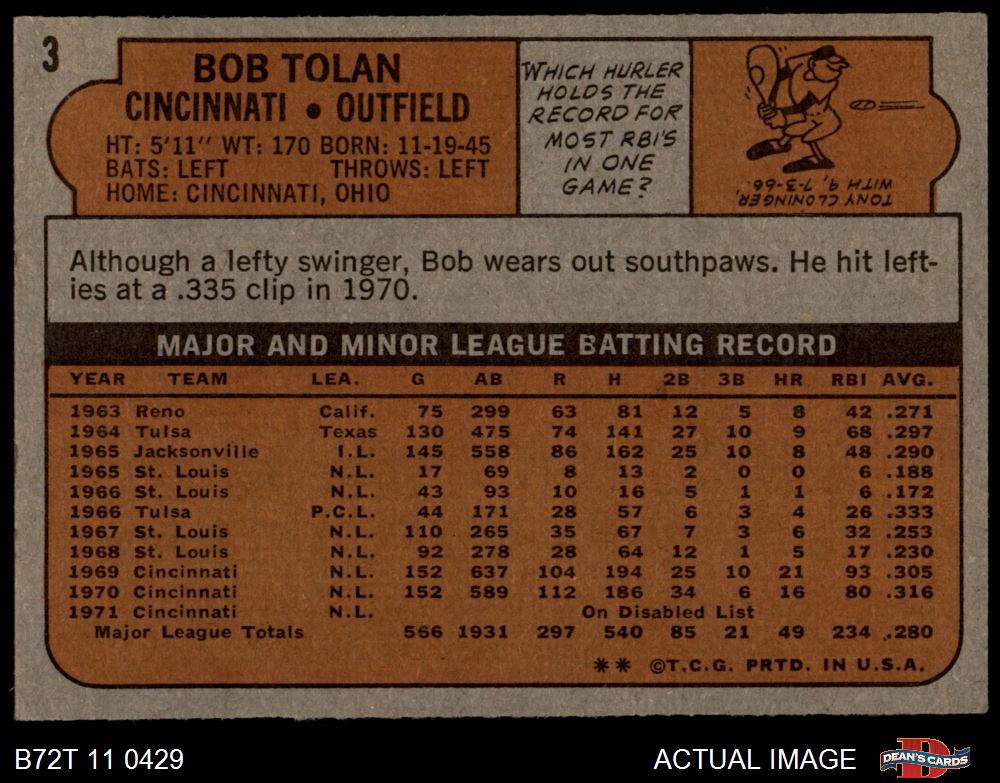 3
BOB TOLAN
CINCINNATI • OUTFIELD
HT: 5'11" WT: 170 BORN: 11-19-45
BATS: LEFT THROWS: LEFT
HOME: CINCINNATI, OHIO
WHICH HURLER
HOLDS THE
RECORD FOR
MOST RBI'S
IN ONE
GAME?
TONY CLONINGER,
WITH 9, 7-3-66.
Although a lefty swinger, Bob wears out southpaws. He hit left-
ies at a .335 clip in 1970.
MAJOR AND MINOR LEAGUE BATTING RECORD
YEAR TEAM LEA. G AB R H 2B 3B HR RBI AVG.
1963 Reno Calif. 75 299 63 81 12 5 8 42 .271
1964 Tulsa Texas 130 475 74 141 27 10 9 68 .297
1965 Jacksonville I.L. 145 558 86 162 25 10 8 48 .290
1965 St. Louis N.L. 17 69 8 13 2 0 0 6 .188
1966 St. Louis N.L. 43 93 10 16 5 1 1 6 .172
1966 Tulsa P.C.L. 44 171 28 57 6 3 4 26 .333
1967 St. Louis N.L. 110 265 35 67 7 3 6 32 .253
1968 St. Louis N.L. 92 278 28 64 12 1 5 17 .230
1969 Cincinnati N.L. 152 637 104 194 25 10 21 93 .305
1970 Cincinnati N.L. 152 589 112 186 34 6 16 80 .316
1971 Cincinnati N.L. On Disabled List
Major League Totals 566 1931 297 540 85 21 49 234 .280
** ©T.C.G. PRTD. IN U.S.A.
B72T 11 0429 ACTUAL IMAGE DEAN'S CARDS